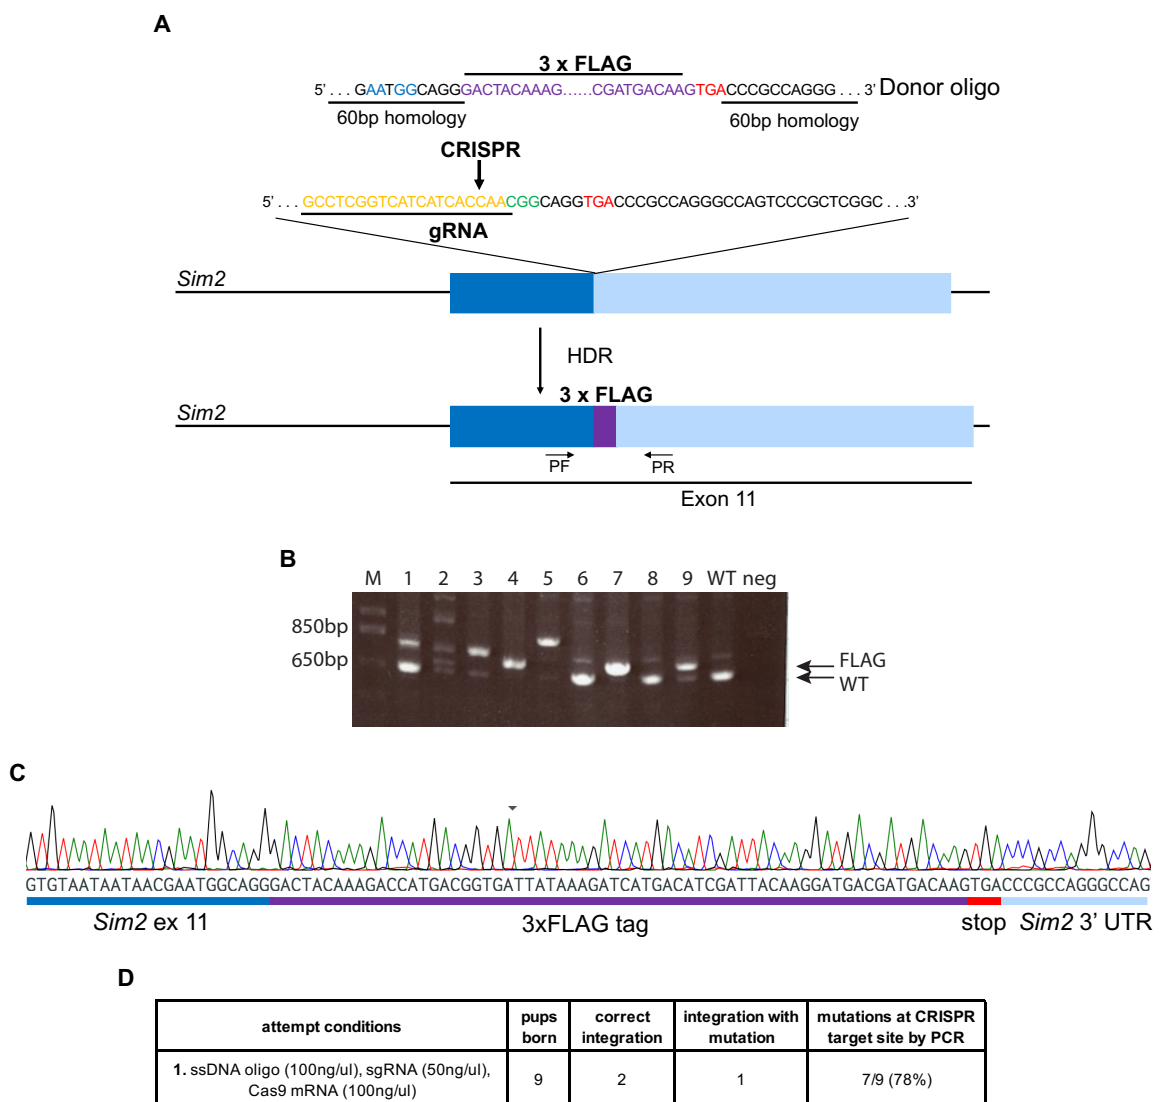 A
3 x FLAG
5' . . . GAATGGCAGGGACTACAAAG......CGATGACAAGTGACCCGCCAGGG . . . 3' Donor oligo
60bp homology 60bp homology
CRISPR
5' . . . GCCTCGGTCATCATCACCAACGGCAGGTGACCCGCCAGGGCCAGTCCCGCTCGGC . . .3'
gRNA
Sim2
HDR
3 x FLAG
Sim2
PF PR
Exon 11
B
M 1 2 3 4 5 6 7 8 9 WT neg
850bp
650bp
FLAG
WT
C
GTGTAATAATAACGAATGGCAGGGACTACAAAGACCATGACGGTGATTATAAAGATCATGACATCGATTACAAGGATGACGATGACAAGTGACCCGCCAGGGCCAG
Sim2 ex 11 3xFLAG tag stop Sim2 3' UTR
D
attempt conditions pups born correct integration integration with mutation mutations at CRISPR target site by PCR
1. ssDNA oligo (100ng/ul), sgRNA (50ng/ul), Cas9 mRNA (100ng/ul) 9 2 1 7/9 (78%)